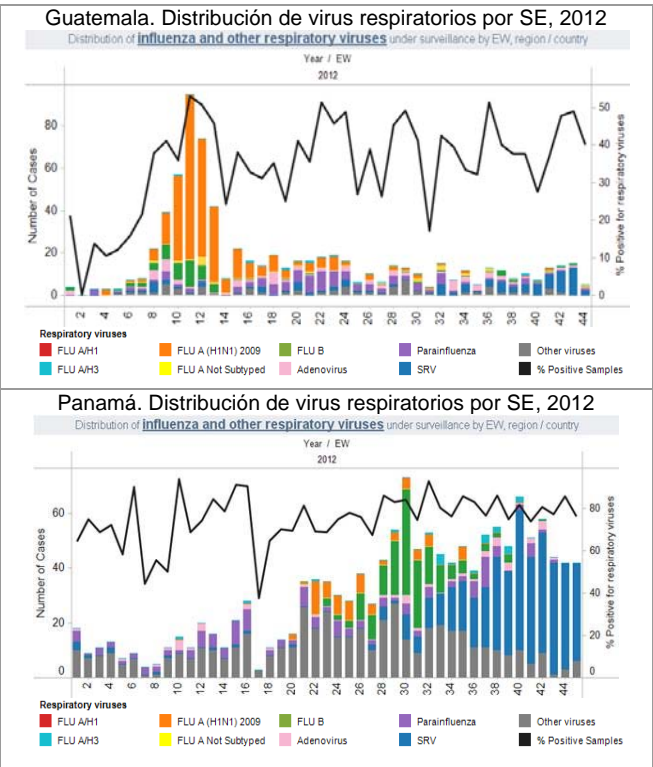 Guatemala. Distribución de virus respiratorios por SE, 2012
Distribution of influenza and other respiratory viruses under surveillance by EW, region / country
Year / EW
2012
Number of Cases
80
60
40
20
0
% Positive for respiratory viruses
50
40
30
20
10
0
2 4 6 8 10 12 14 16 18 20 22 24 26 28 30 32 34 36 38 40 42 44
Respiratory viruses
FLU A/H1 FLU A (H1N1) 2009 FLU B Parainfluenza Other viruses
FLU A/H3 FLU A Not Subtyped Adenovirus SRV % Positive Samples
Panamá. Distribución de virus respiratorios por SE, 2012
Distribution of influenza and other respiratory viruses under surveillance by EW, region / country
Year / EW
2012
Number of Cases
60
40
20
0
% Positive for respiratory viruses
80
60
40
20
0
2 4 6 8 10 12 14 16 18 20 22 24 26 28 30 32 34 36 38 40 42 44
Respiratory viruses
FLU A/H1 FLU A (H1N1) 2009 FLU B Parainfluenza Other viruses
FLU A/H3 FLU A Not Subtyped Adenovirus SRV % Positive Samples